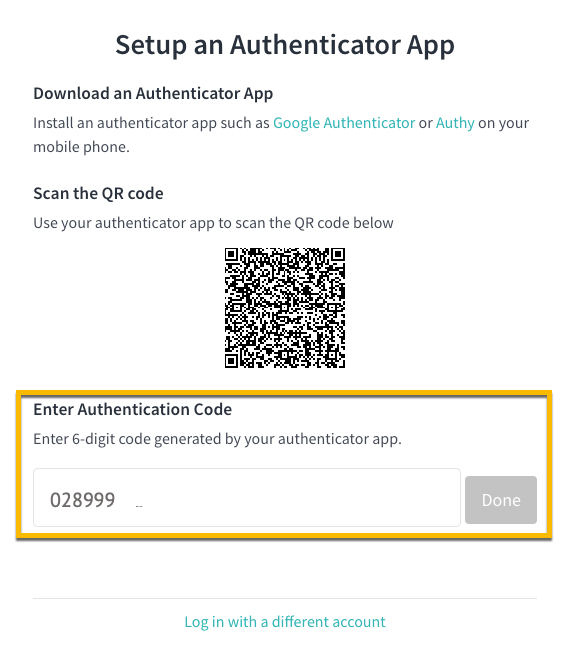 Setup an Authenticator App
Download an Authenticator App
Install an authenticator app such as Google Authenticator or Authy on your
mobile phone.
Scan the QR code
Use your authenticator app to scan the QR code below
Enter Authentication Code
Enter 6-digit code generated by your authenticator app.
028999
Done
Log in with a different account